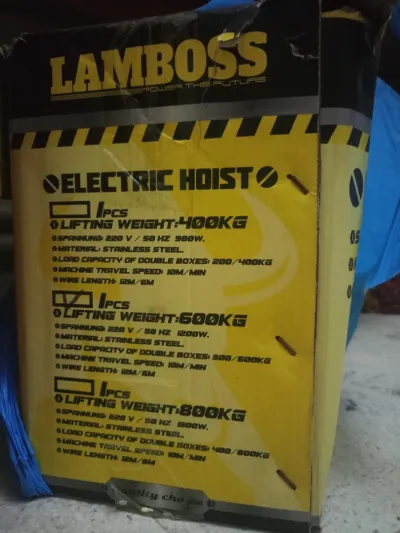 LAMBOSS
POWER THE FUTURE
ELECTRIC HOIST
1PCS
LIFTING WEIGHT:400KG
SPANNUNG: 220 V / 50 HZ 980W.
MATERIAL: STAINLESS STEEL.
LOAD CAPACITY OF DOUBLE BOXES: 200/400KG
MACHINE TRAVEL SPEED: 10M/MIN
WIRE LENGTH: 12M/6M
1PCS
LIFTING WEIGHT:600KG
SPANNUNG: 220 V / 50 HZ 1200W.
MATERIAL: STAINLESS STEEL.
LOAD CAPACITY OF DOUBLE BOXES: 300/600KG
MACHINE TRAVEL SPEED: 10M/MIN
WIRE LENGTH: 12M/6M
1PCS
LIFTING WEIGHT:800KG
SPANNUNG: 220 V / 50 HZ 1500W.
MATERIAL: STAINLESS STEEL.
LOAD CAPACITY OF DOUBLE BOXES: 400/800KG
MACHINE TRAVEL SPEED: 10M/MIN
WIRE LENGTH: 12M/6M